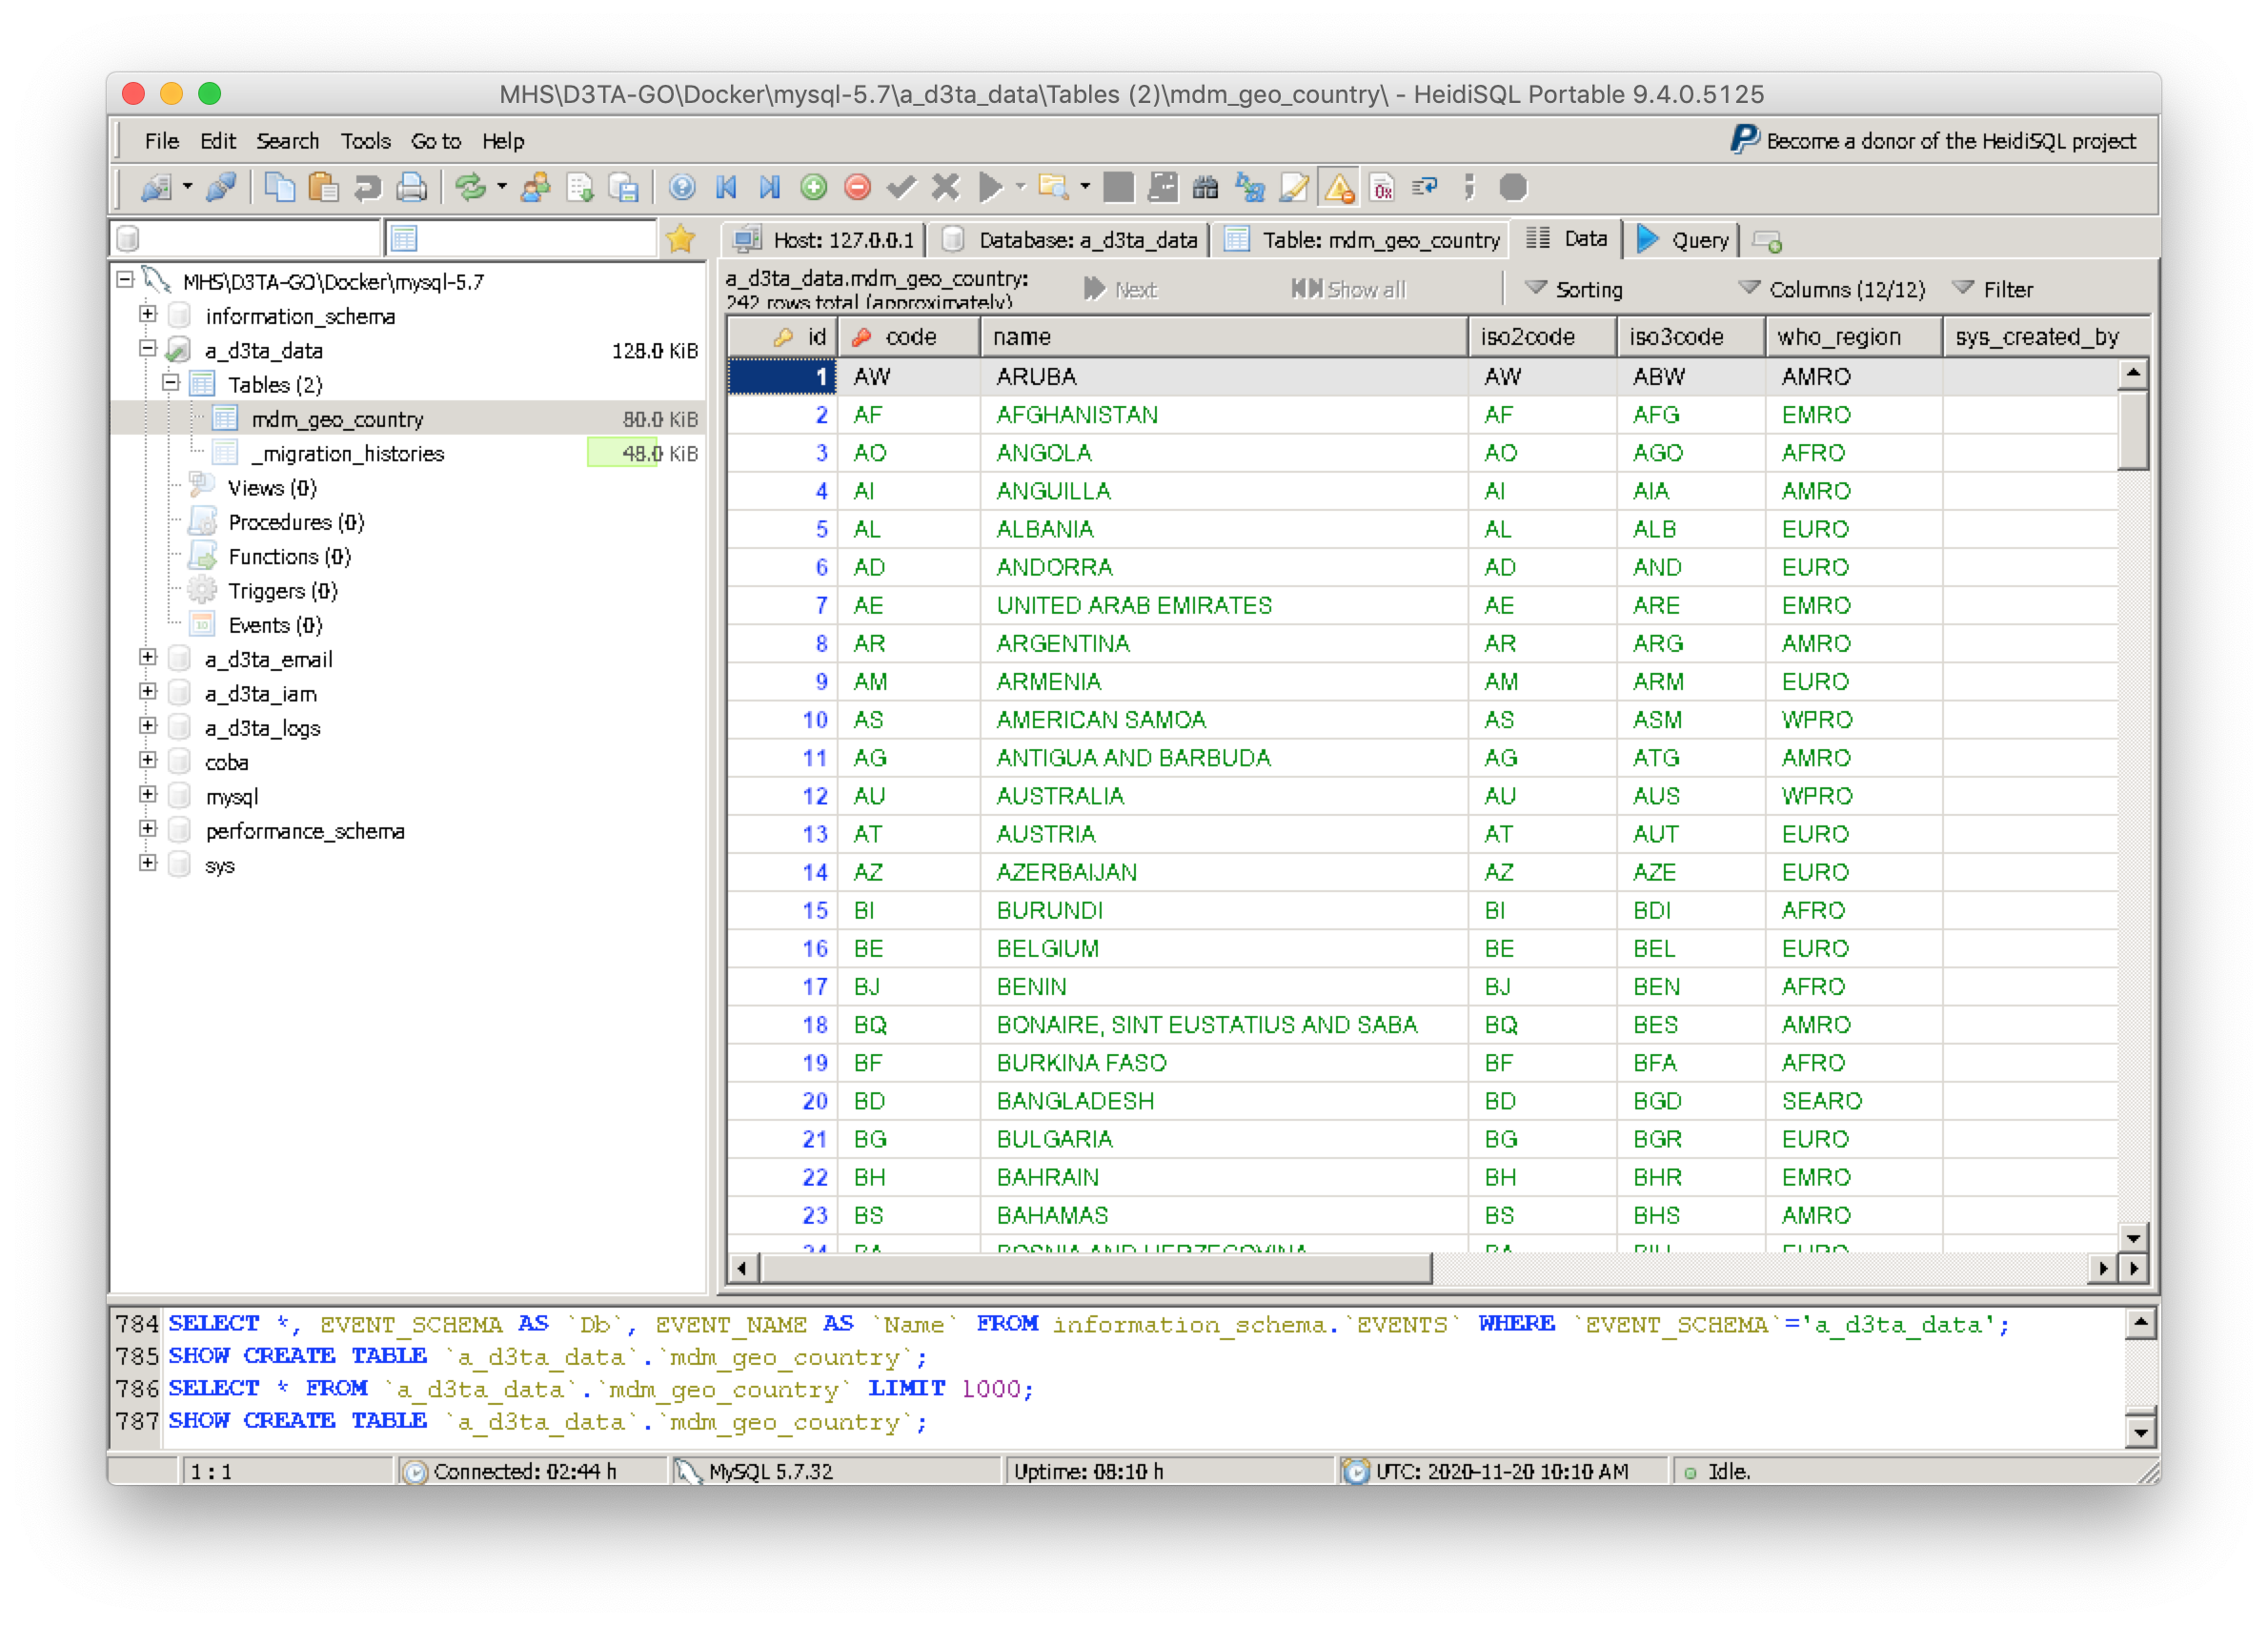 MHS\D3TA-GO\Docker\mysql-5.7\a_d3ta_data\Tables (2)\mdm_geo_country\ - HeidiSQL Portable 9.4.0.5125
File Edit Search Tools Go to Help Become a donor of the HeidiSQL project
Host: 127.0.0.1 Database: a_d3ta_data Table: mdm_geo_country Data Query
MHS\D3TA-GO\Docker\mysql-5.7
information_schema
a_d3ta_data 128.0 KiB
Tables (2)
mdm_geo_country 80.0 KiB
_migration_histories 48.0 KiB
Views (0)
Procedures (0)
Functions (0)
Triggers (0)
Events (0)
a_d3ta_email
a_d3ta_iam
a_d3ta_logs
coba
mysql
performance_schema
sys
a_d3ta_data.mdm_geo_country:
242 rows total (approximately)
Next Show all Sorting Columns (12/12) Filter
id code name iso2code iso3code who_region sys_created_by
1 AW ARUBA AW ABW AMRO
2 AF AFGHANISTAN AF AFG EMRO
3 AO ANGOLA AO AGO AFRO
4 AI ANGUILLA AI AIA AMRO
5 AL ALBANIA AL ALB EURO
6 AD ANDORRA AD AND EURO
7 AE UNITED ARAB EMIRATES AE ARE EMRO
8 AR ARGENTINA AR ARG AMRO
9 AM ARMENIA AM ARM EURO
10 AS AMERICAN SAMOA AS ASM WPRO
11 AG ANTIGUA AND BARBUDA AG ATG AMRO
12 AU AUSTRALIA AU AUS WPRO
13 AT AUSTRIA AT AUT EURO
14 AZ AZERBAIJAN AZ AZE EURO
15 BI BURUNDI BI BDI AFRO
16 BE BELGIUM BE BEL EURO
17 BJ BENIN BJ BEN AFRO
18 BQ BONAIRE, SINT EUSTATIUS AND SABA BQ BES AMRO
19 BF BURKINA FASO BF BFA AFRO
20 BD BANGLADESH BD BGD SEARO
21 BG BULGARIA BG BGR EURO
22 BH BAHRAIN BH BHR EMRO
23 BS BAHAMAS BS BHS AMRO
24 BA BOSNIA AND HERZEGOVINA BA BIH EURO
784 SELECT *, EVENT_SCHEMA AS `Db`, EVENT_NAME AS `Name` FROM information_schema.`EVENTS` WHERE `EVENT_SCHEMA`='a_d3ta_data';
785 SHOW CREATE TABLE `a_d3ta_data`.`mdm_geo_country`;
786 SELECT * FROM `a_d3ta_data`.`mdm_geo_country` LIMIT 1000;
787 SHOW CREATE TABLE `a_d3ta_data`.`mdm_geo_country`;
1 : 1 Connected: 02:44 h MySQL 5.7.32 Uptime: 08:10 h UTC: 2020-11-20 10:10 AM Idle.